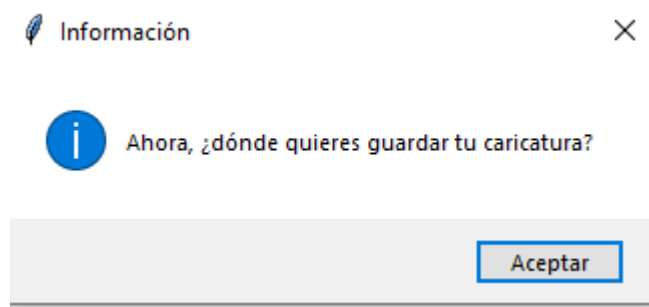 Información
Ahora, ¿dónde quieres guardar tu caricatura?
Aceptar